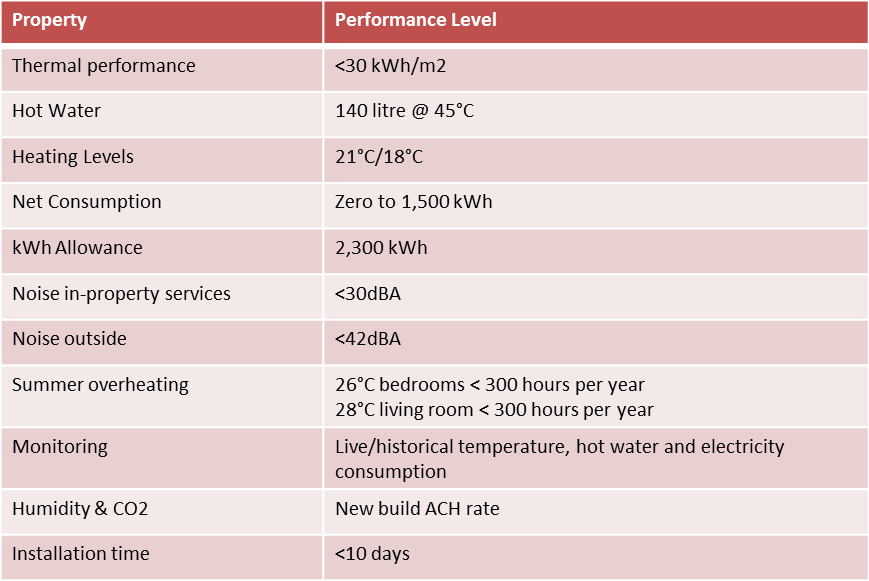 Property Performance Level
Thermal performance <30 kWh/m2
Hot Water 140 litre @ 45°C
Heating Levels 21°C/18°C
Net Consumption Zero to 1,500 kWh
kWh Allowance 2,300 kWh
Noise in-property services <30dBA
Noise outside <42dBA
Summer overheating 26°C bedrooms < 300 hours per year
28°C living room < 300 hours per year
Monitoring Live/historical temperature, hot water and electricity
consumption
Humidity & CO2 New build ACH rate
Installation time <10 days